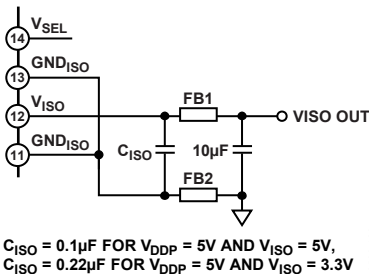 14 VSEL
13 GNDISO
12 VISO
11 GNDISO
FB1
VISO OUT
CISO
10µF
FB2
CISO = 0.1µF FOR VDDP = 5V AND VISO = 5V,
CISO = 0.22µF FOR VDDP = 5V AND VISO = 3.3V